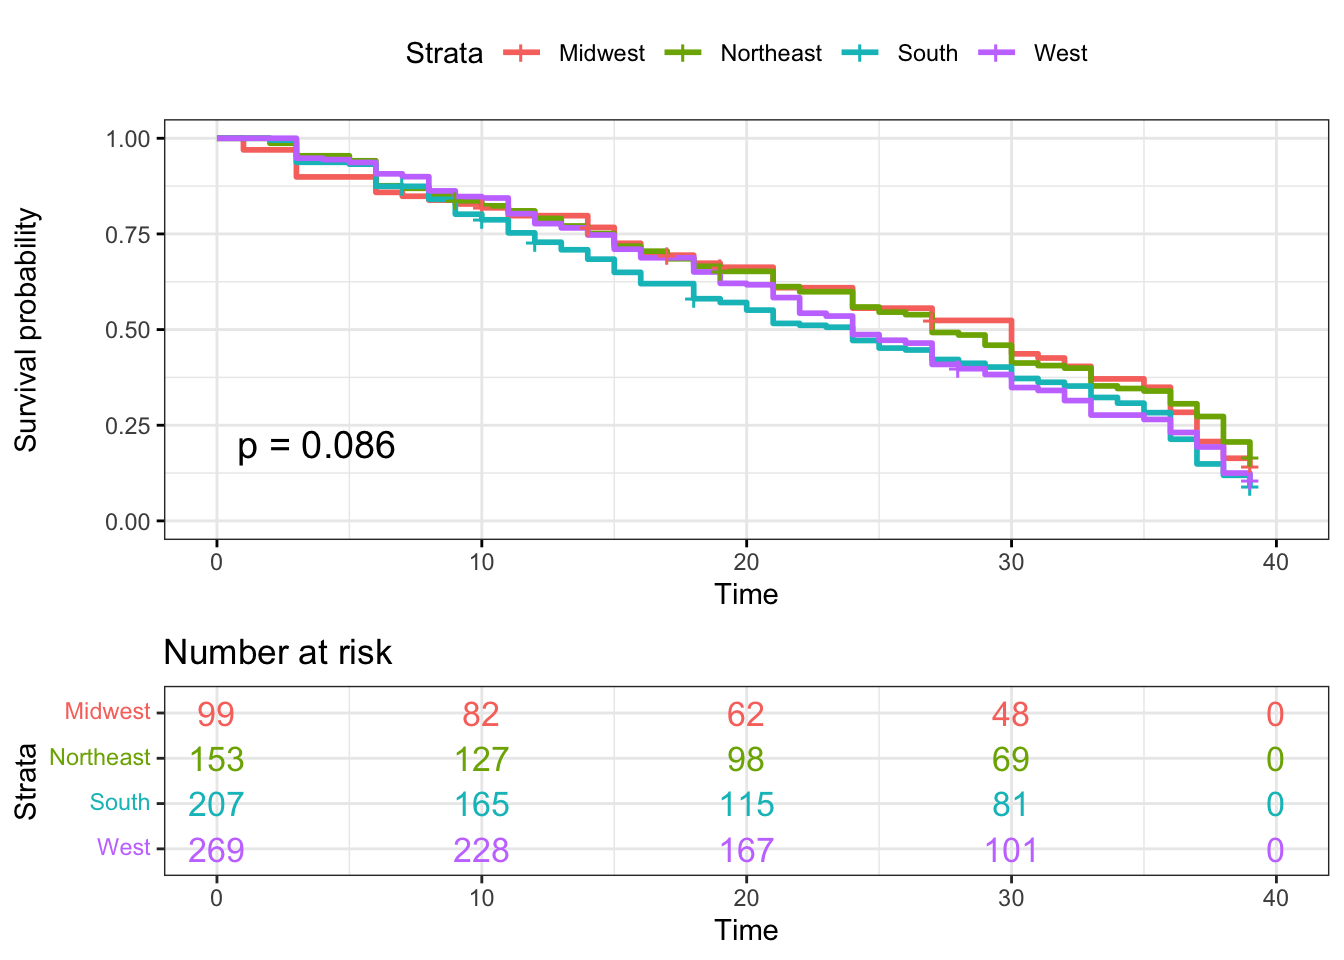 Strata Midwest Northeast South West
1.00
0.75
0.50
0.25
0.00
Survival probability
p = 0.086
0 10 20 30 40
Time
Number at risk
Strata
Midwest 99 82 62 48 0
Northeast 153 127 98 69 0
South 207 165 115 81 0
West 269 228 167 101 0
0 10 20 30 40
Time